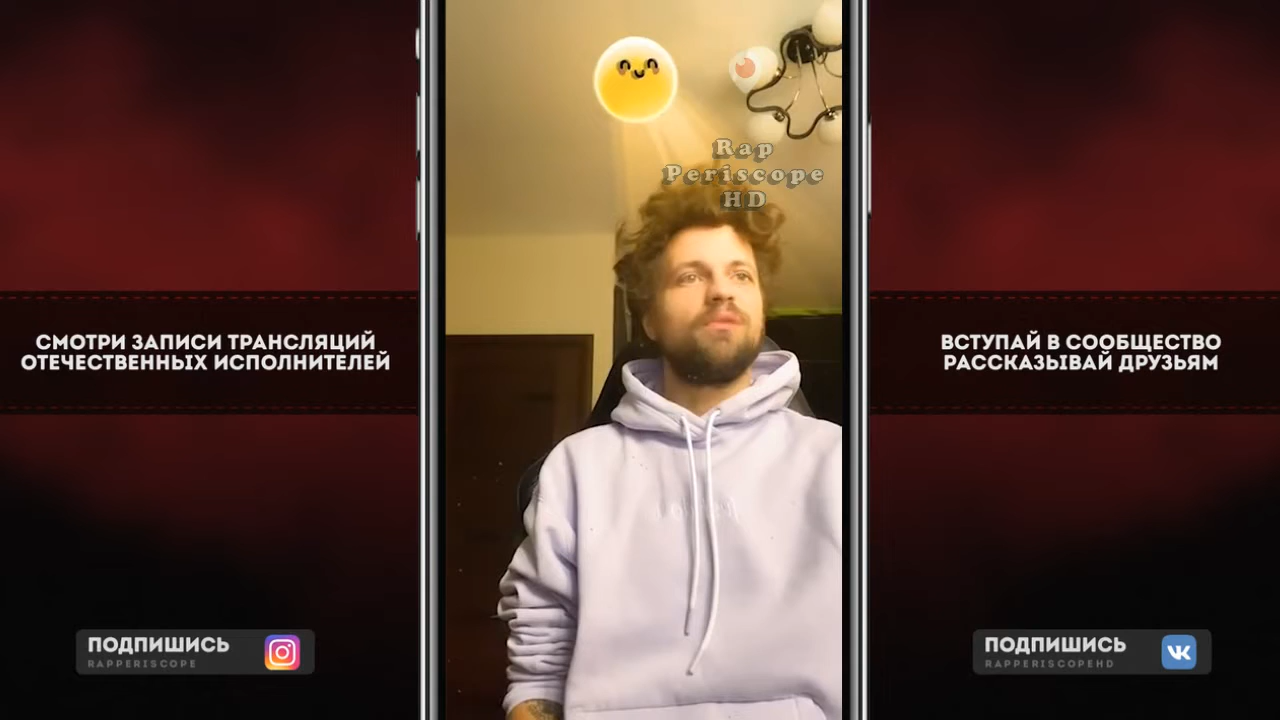 Rap
Periscope
HD
СМОТРИ ЗАПИСИ ТРАНСЛЯЦИЙ
ОТЕЧЕСТВЕННЫХ ИСПОЛНИТЕЛЕЙ
ВСТУПАЙ В СООБЩЕСТВО
РАССКАЗЫВАЙ ДРУЗЬЯМ
ПОДПИШИСЬ
RAPPERISCOPE
ПОДПИШИСЬ
RAPPERISCOPEHD